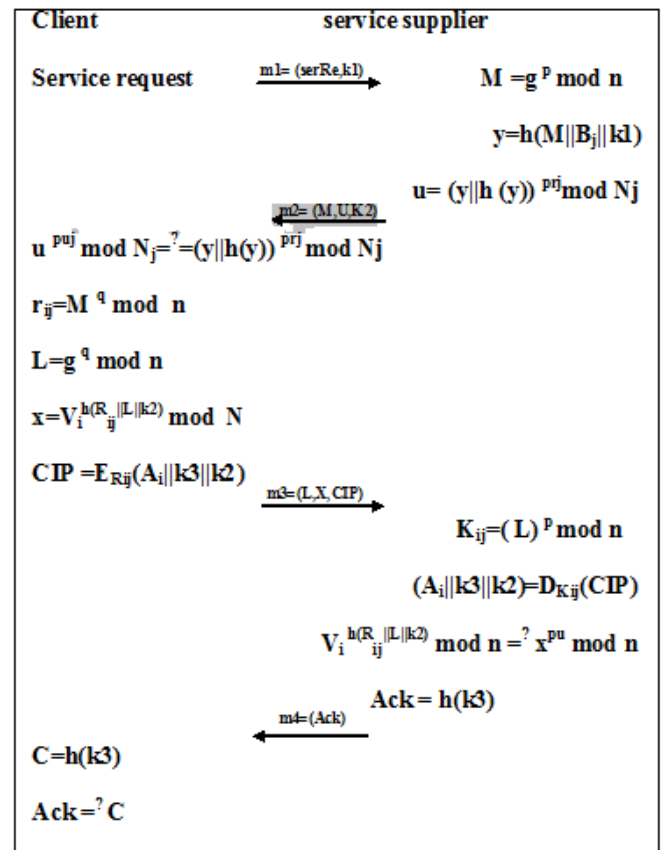 Client service supplier
Service request m1= (serRe,k1) M =g p mod n
y=h(M||Bj||k1)
u= (y||h (y)) prj mod Nj
m2= (M,U,K2)
u puj mod Nj=?=(y||h(y)) prj mod Nj
rij=M q mod n
L=g q mod n
x=Vi h(Rij||L||k2) mod N
CIP =ERij(Ai||k3||k2)
m3=(L,X, CIP)
Kij=( L) p mod n
(Ai||k3||k2)=DKij(CIP)
Vi h(Rij||L||k2) mod n =? xpu mod n
Ack = h(k3)
m4=(Ack)
C=h(k3)
Ack =? C